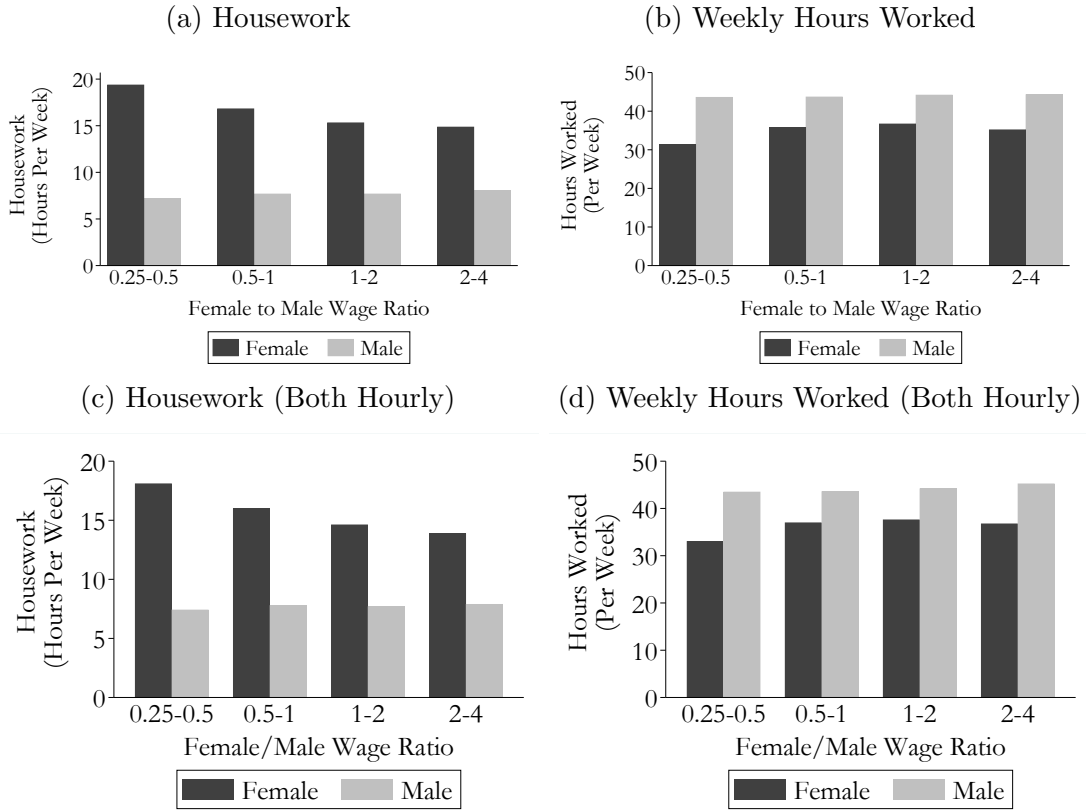 (a) Housework
Housework
(Hours Per Week)
20
15
10
5
0
0.25-0.5 0.5-1 1-2 2-4
Female to Male Wage Ratio
Female Male
(b) Weekly Hours Worked
Hours Worked
(Per Week)
50
40
30
20
10
0
0.25-0.5 0.5-1 1-2 2-4
Female to Male Wage Ratio
Female Male
(c) Housework (Both Hourly)
Housework
(Hours Per Week)
20
15
10
5
0
0.25-0.5 0.5-1 1-2 2-4
Female/Male Wage Ratio
Female Male
(d) Weekly Hours Worked (Both Hourly)
Hours Worked
(Per Week)
50
40
30
20
10
0
0.25-0.5 0.5-1 1-2 2-4
Female/Male Wage Ratio
Female Male